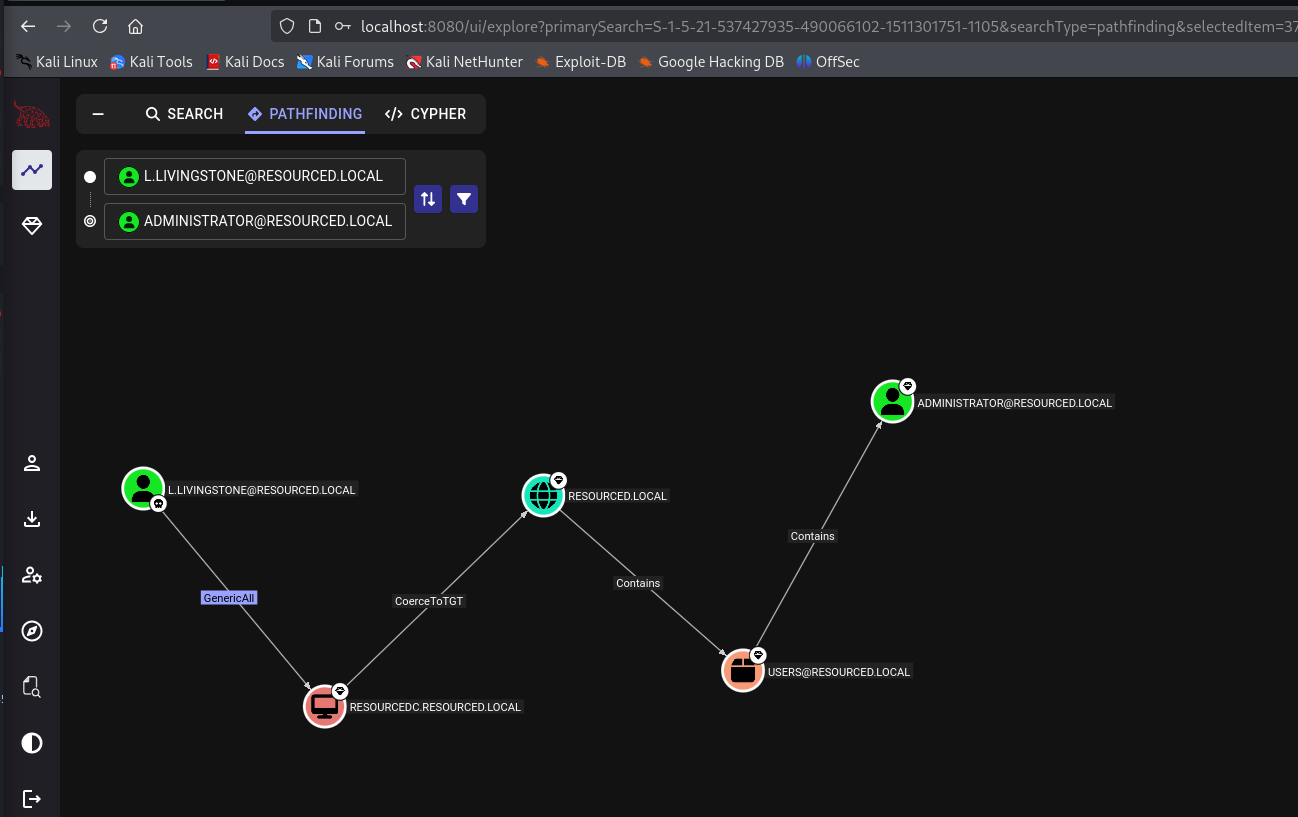 localhost:8080/ui/explore?primarySearch=S-1-5-21-537427935-490066102-1511301751-1105&searchType=pathfinding&selectedItem=37
Kali Linux Kali Tools Kali Docs Kali Forums Kali NetHunter Exploit-DB Google Hacking DB OffSec
SEARCH PATHFINDING </> CYPHER
L.LIVINGSTONE@RESOURCED.LOCAL
ADMINISTRATOR@RESOURCED.LOCAL
ADMINISTRATOR@RESOURCED.LOCAL
L.LIVINGSTONE@RESOURCED.LOCAL
RESOURCED.LOCAL
Contains
Contains
GenericAll
CoerceToTGT
USERS@RESOURCED.LOCAL
RESOURCEDC.RESOURCED.LOCAL